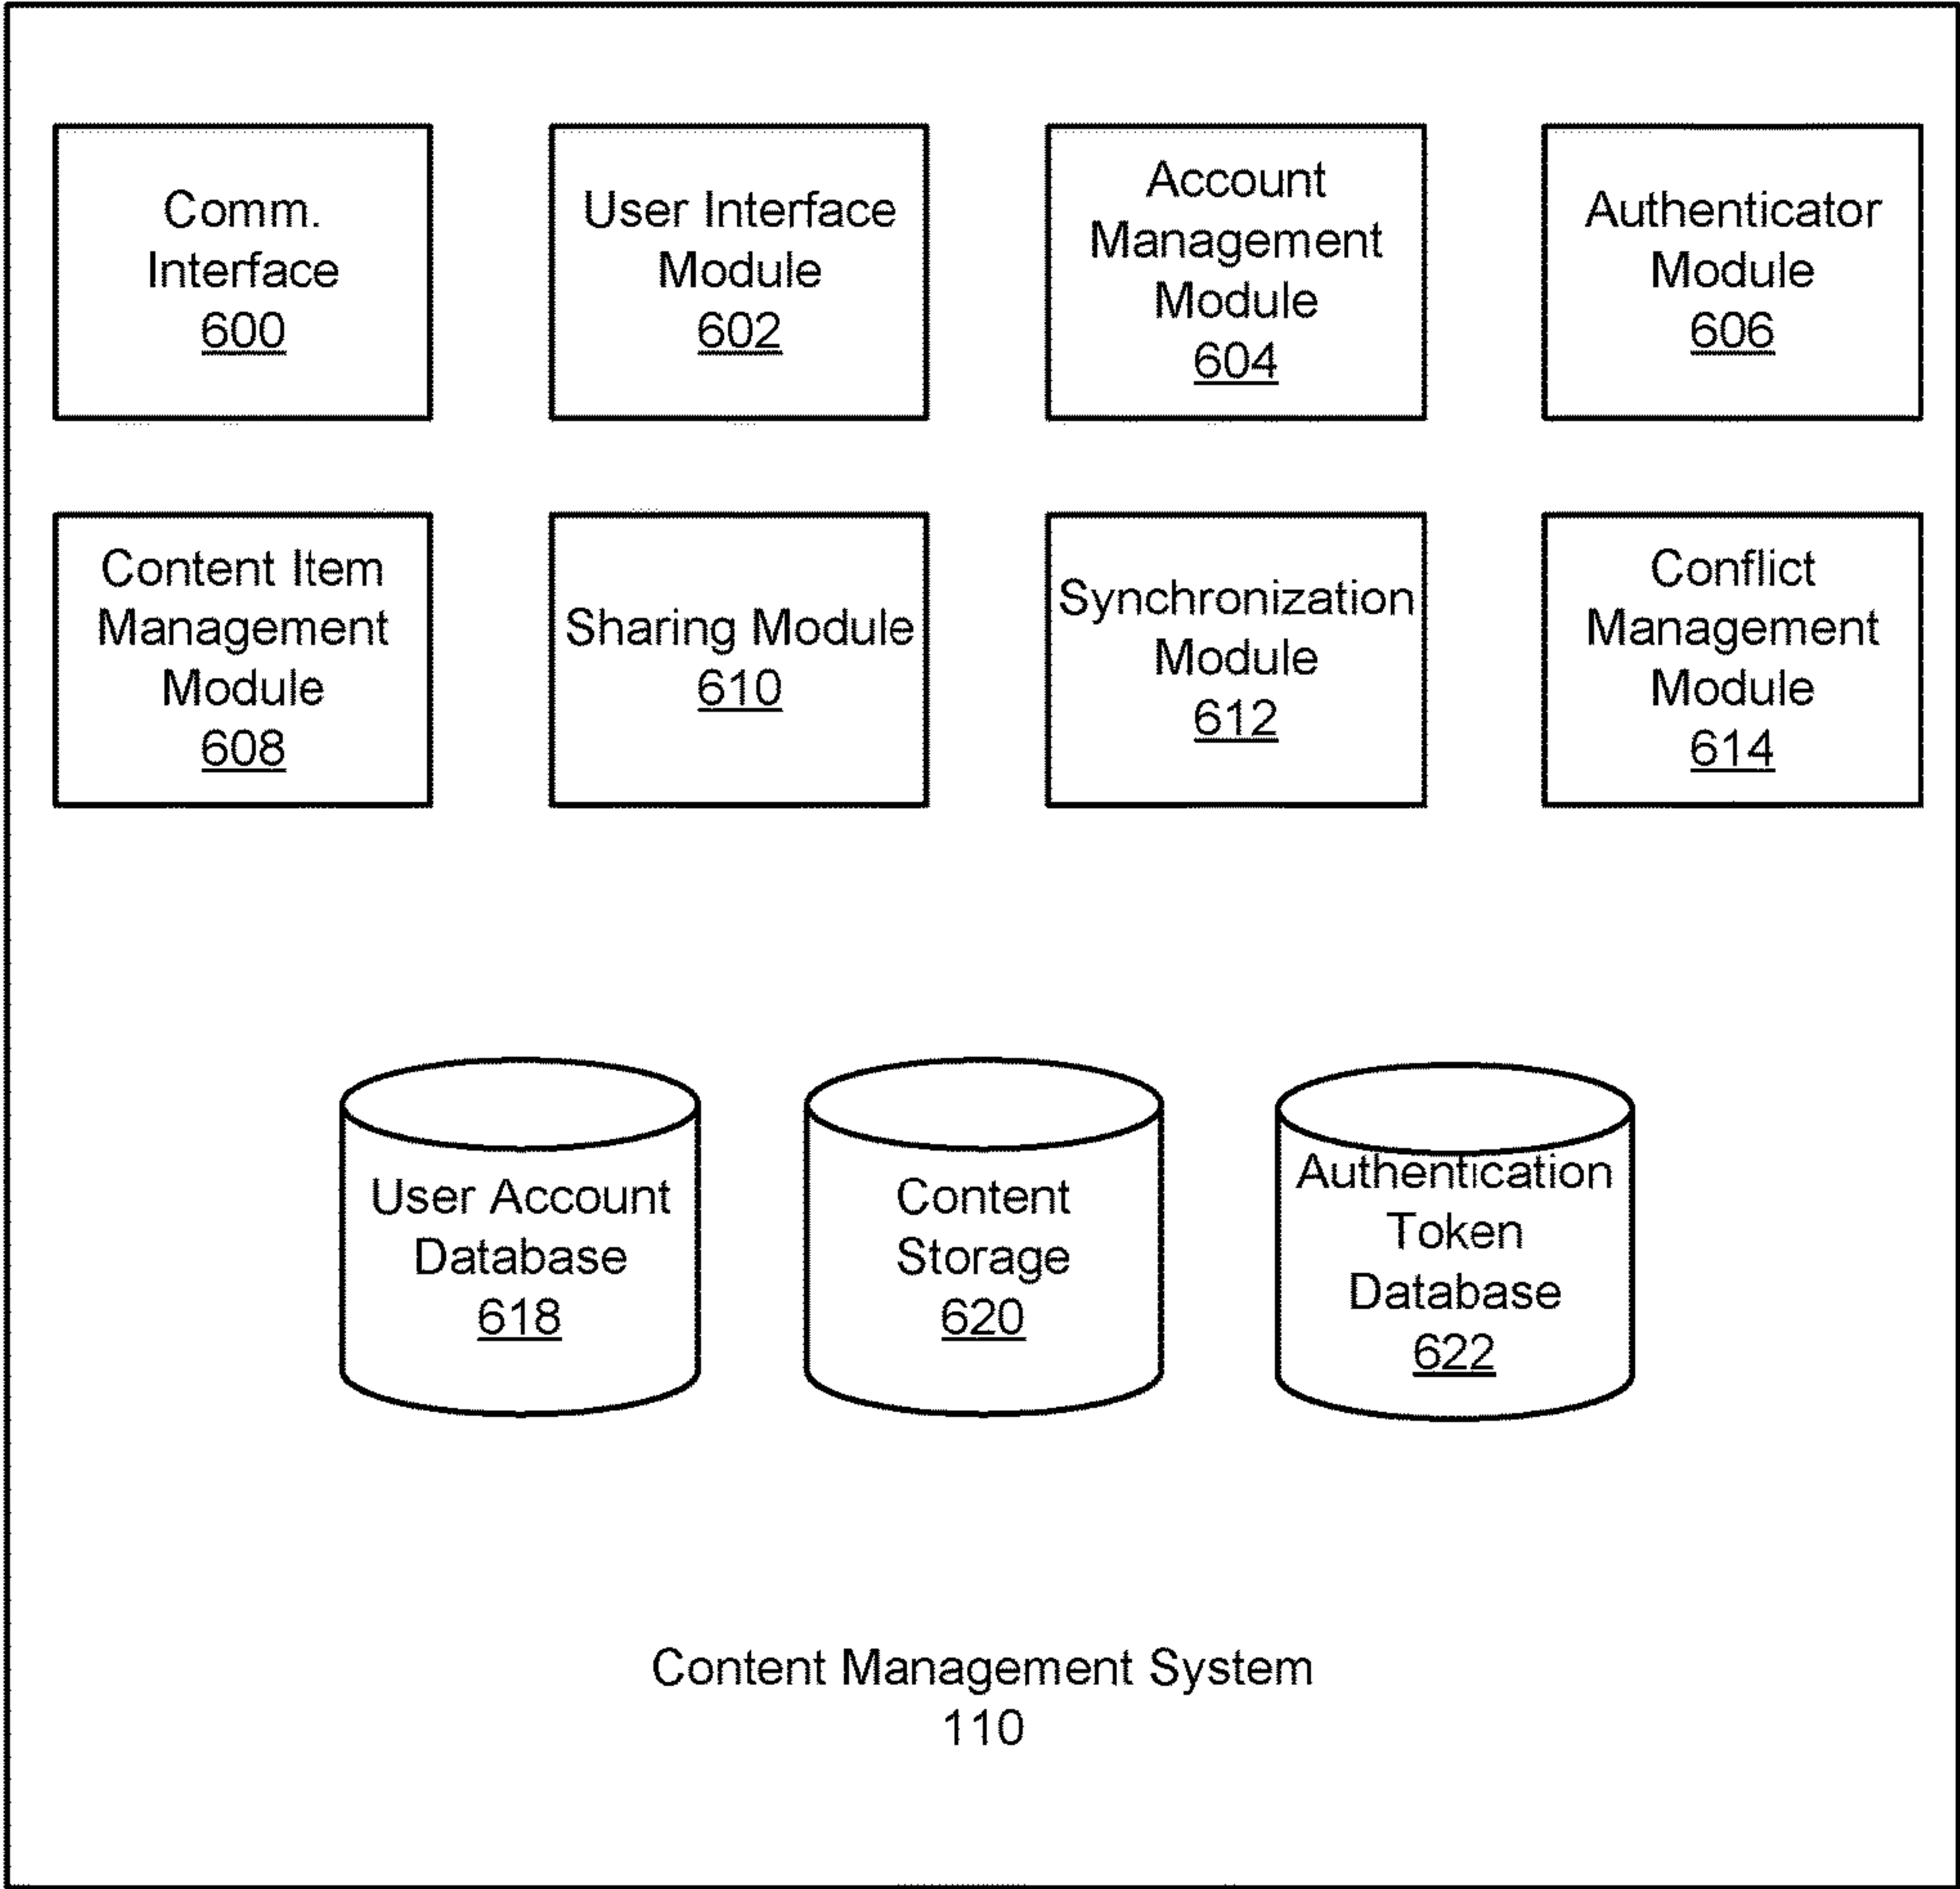 Comm.
Interface
600
User Interface
Module
602
Account
Management
Module
604
Authenticator
Module
606
Content Item
Management
Module
608
Sharing Module
610
Synchronization
Module
612
Conflict
Management
Module
614
User Account
Database
618
Content
Storage
620
Authentication
Token
Database
622
Content Management System
110